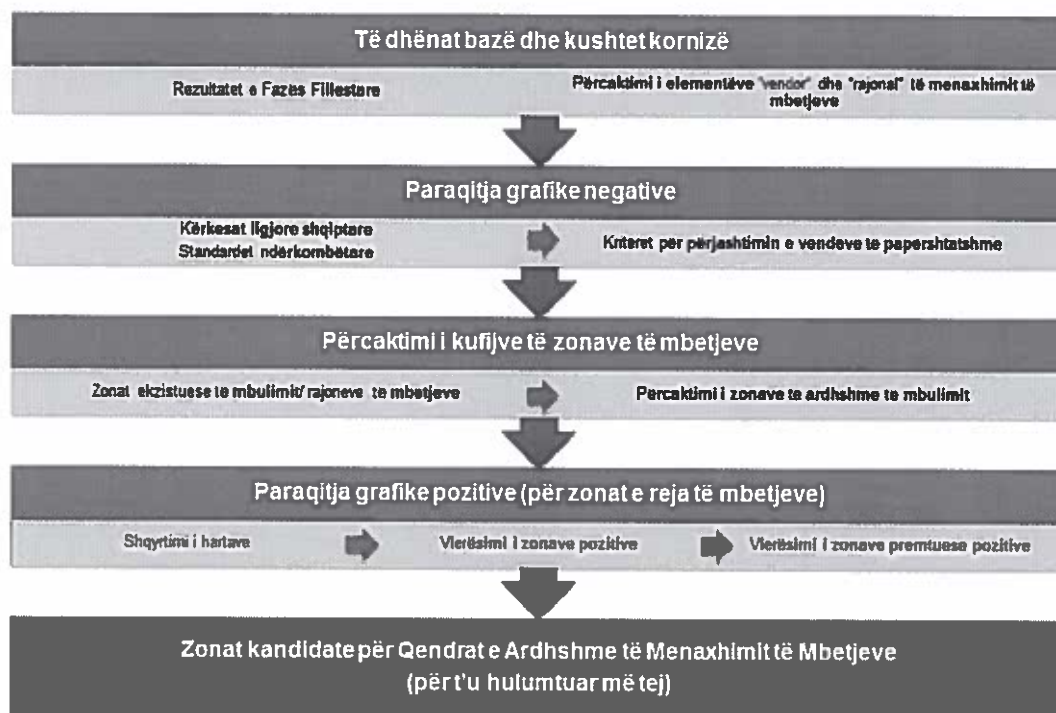 Të dhënat bazë dhe kushtet kornizë
Rezultatet e Fazës Fillestare
Përcaktimi i elementëve "vendor" dhe "rajonal" të menaxhimit të
mbetjeve
Paraqitja grafike negative
Kërkesat ligjore shqiptare
Standardet ndërkombëtare
Kriteret për përjashtimin e vendeve te papershtatshme
Përcaktimi i kufijve të zonave të mbetjeve
Zonat ekzistuese te mbulimit/ rajoneve te mbetjeve
Percaktimi i zonave te ardhshme te mbulimit
Paraqitja grafike pozitive (për zonat e reja të mbetjeve)
Shqyrtimi i hartave
Vlerësimi i zonave pozitive
Vlerësimi i zonave premtuese pozitive
Zonat kandidate për Qendrat e Ardhshme të Menaxhimit të Mbetjeve
(për t'u hulumtuar më tej)